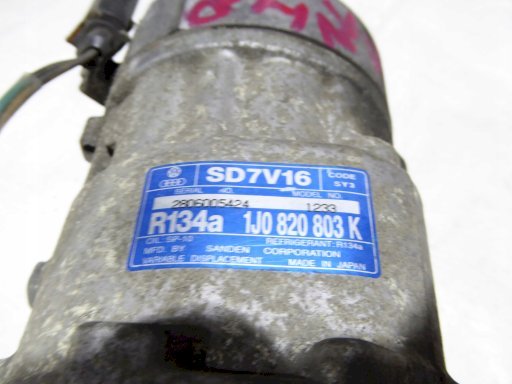 SD7V16
CODE
SY3
SERIAL NO.
MODEL NO.
2806005424
1233
R134a 1J0 820 803 K
OIL: SP-10 REFRIGERANT: R134a
MFD. BY SANDEN CORPORATION
VARIABLE DISPLACEMENT MADE IN JAPAN